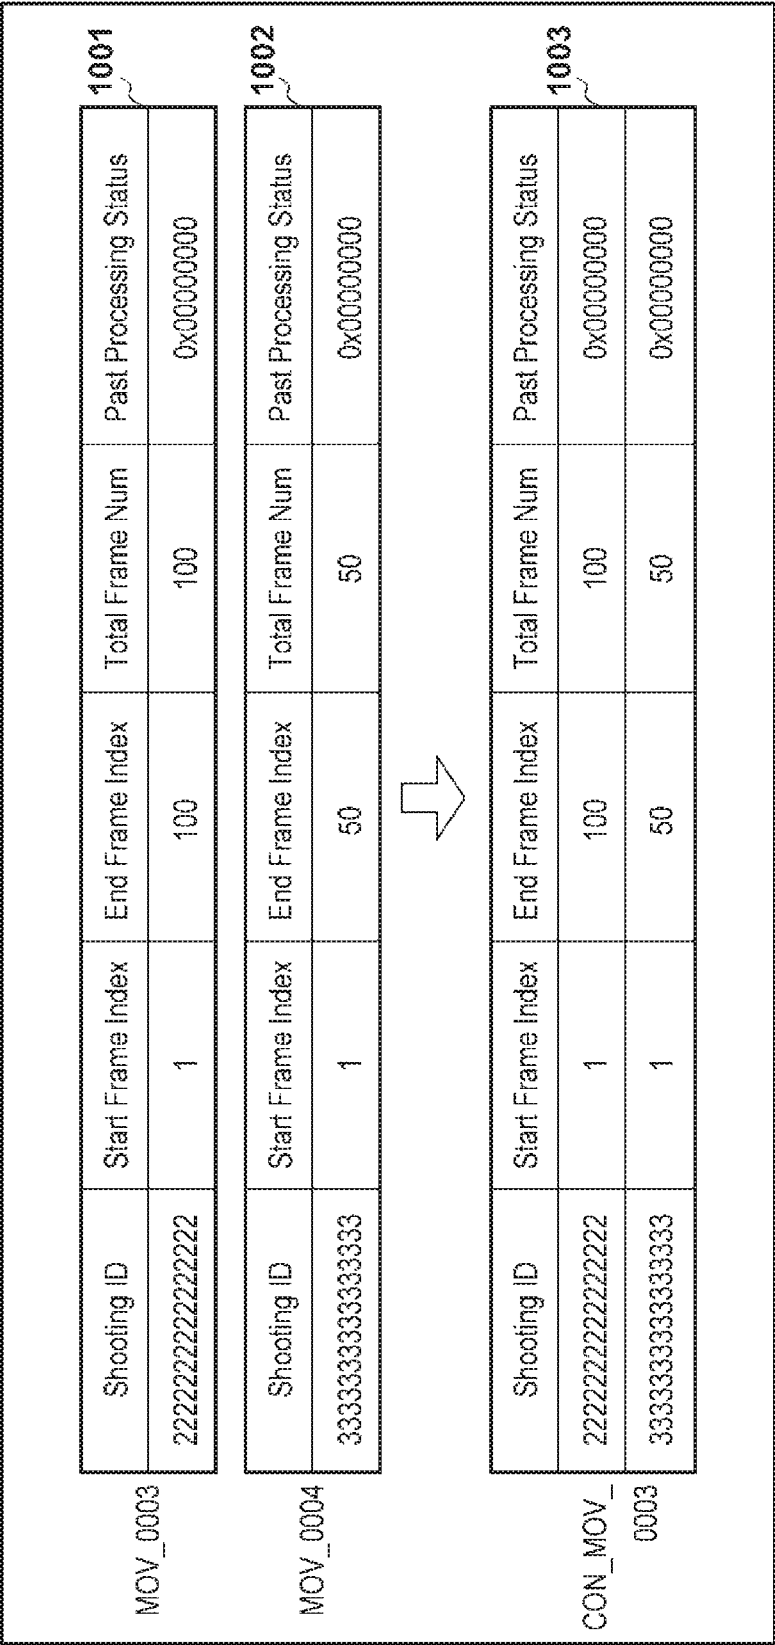 1001
MOV_0003
Shooting ID Start Frame Index End Frame Index Total Frame Num Past Processing Status
2222222222222222 1 100 100 0x00000000
1002
MOV_0004
Shooting ID Start Frame Index End Frame Index Total Frame Num Past Processing Status
3333333333333333 1 50 50 0x00000000
1003
CON_MOV_
0003
Shooting ID Start Frame Index End Frame Index Total Frame Num Past Processing Status
2222222222222222 1 100 100 0x00000000
3333333333333333 1 50 50 0x00000000